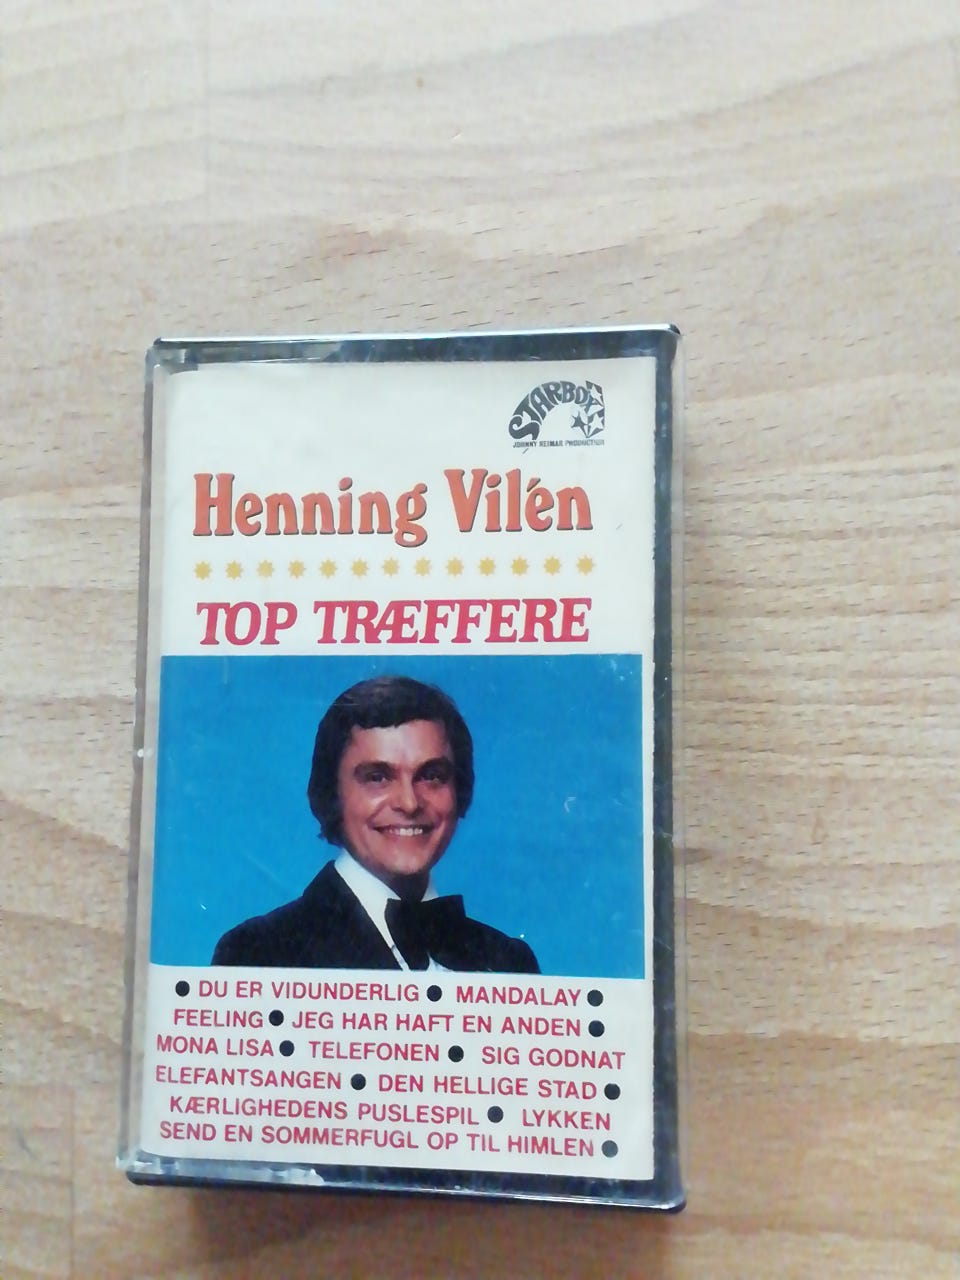 STARBOX
JOHNNY REIMAR PRODUCTION
Henning Vilén
TOP TRÆFFERE
● DU ER VIDUNDERLIG ● MANDALAY ●
FEELING ● JEG HAR HAFT EN ANDEN ●
MONA LISA ● TELEFONEN ● SIG GODNAT
ELEFANTSANGEN ● DEN HELLIGE STAD ●
KÆRLIGHEDENS PUSLESPIL ● LYKKEN
SEND EN SOMMERFUGL OP TIL HIMLEN ●